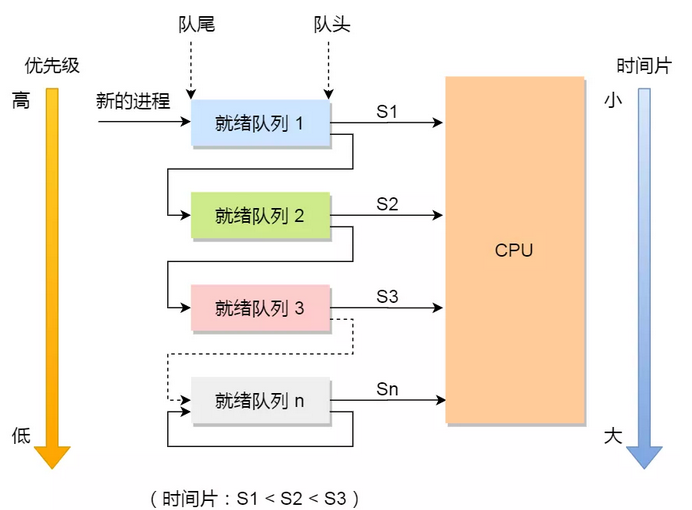 队尾
队头
优先级
时间片
高
新的进程
就绪队列 1
S1
小
就绪队列 2
S2
CPU
就绪队列 3
S3
就绪队列 n
Sn
低
大
（时间片：S1 < S2 < S3 ）